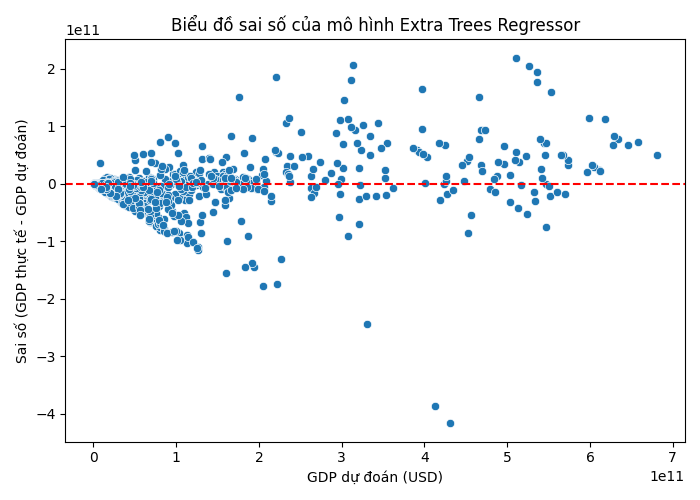 Biểu đồ sai số của mô hình Extra Trees Regressor
1e11
2
1
0
−1
−2
−3
−4
Sai số (GDP thực tế - GDP dự đoán)
0 1 2 3 4 5 6 7
1e11
GDP dự đoán (USD)